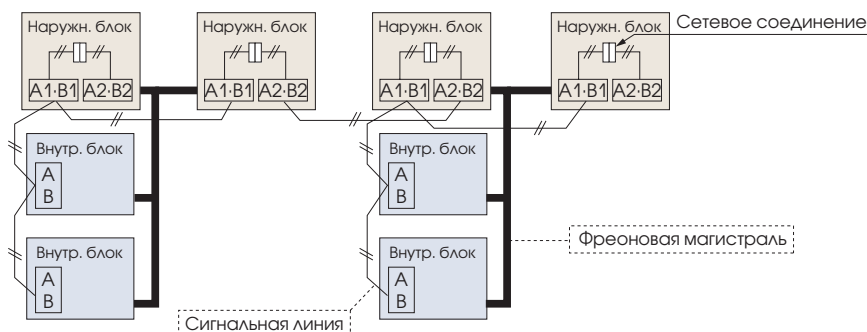 Наружн. блок
A1·B1 A2·B2
Наружн. блок
A1·B1 A2·B2
Наружн. блок
A1·B1 A2·B2
Наружн. блок
A1·B1 A2·B2
Сетевое соединение
Внутр. блок
A
B
Внутр. блок
A
B
Внутр. блок
A
B
Внутр. блок
A
B
Фреоновая магистраль
Сигнальная линия